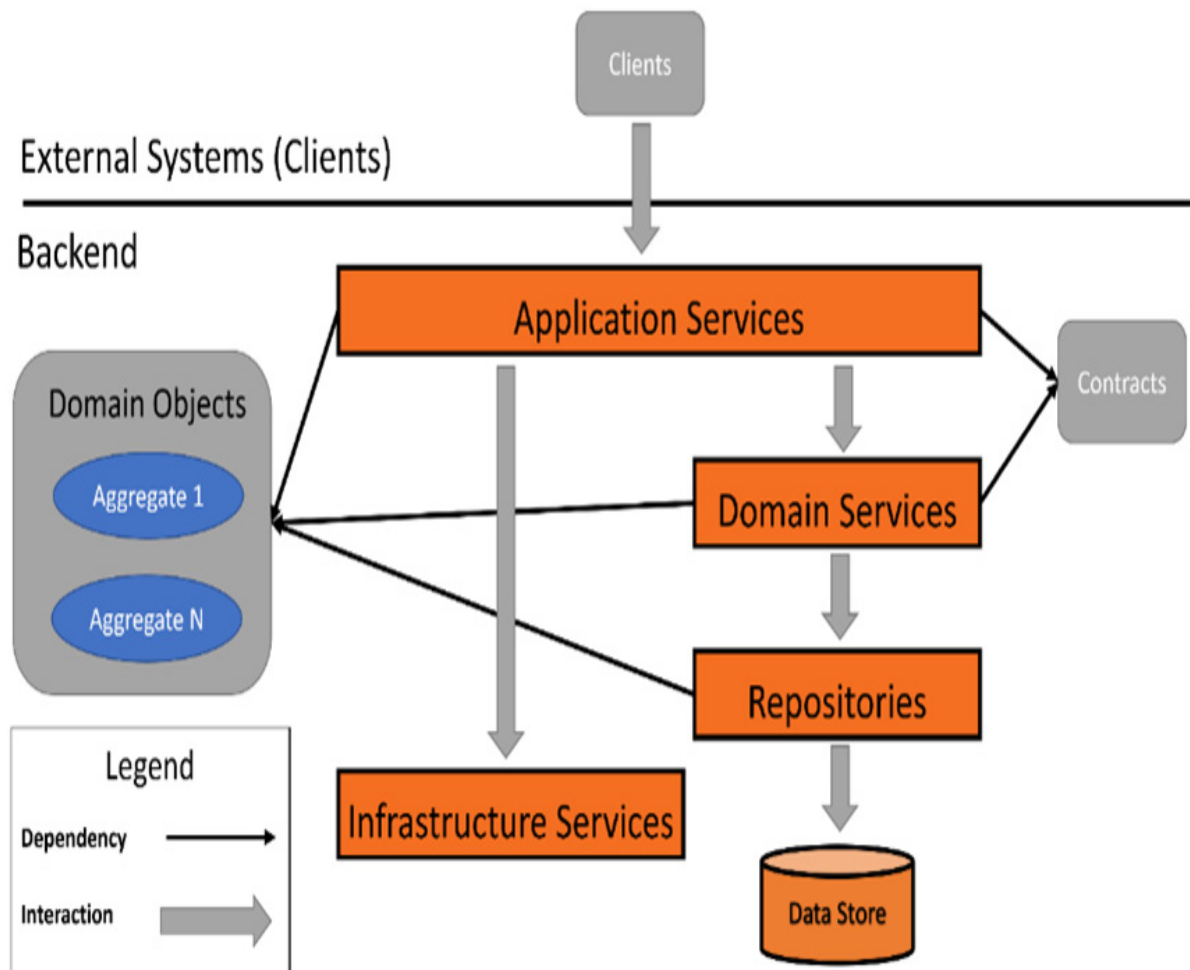 Clients
External Systems (Clients)
Backend
Application Services
Domain Objects
Contracts
Aggregate 1
Domain Services
Aggregate N
Repositories
Legend
Infrastructure Services
Dependency
Interaction
Data Store